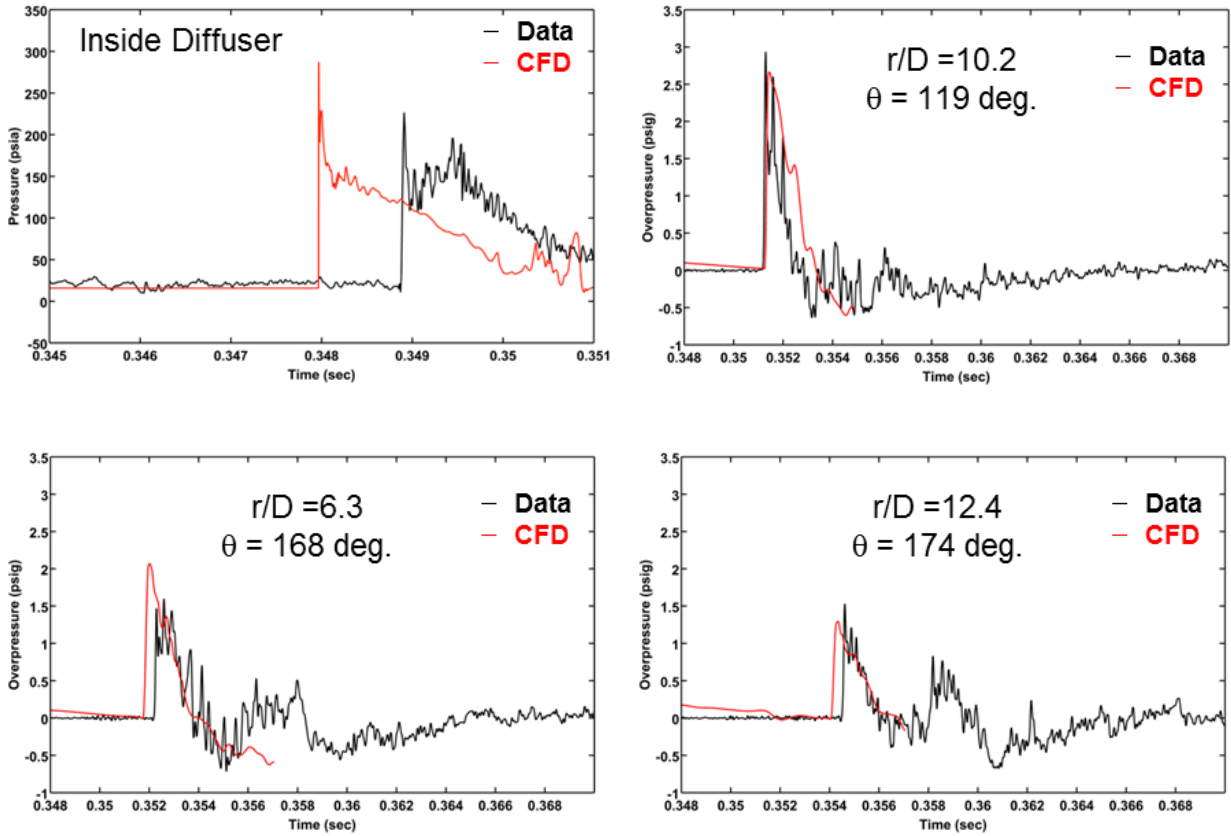 Inside Diffuser
Data
CFD
350
300
250
200
150
100
50
0
-50
Pressure (psia)
0.345 0.346 0.347 0.348 0.349 0.35 0.351
Time (sec)
r/D =10.2
θ = 119 deg.
Data
CFD
3.5
3
2.5
2
1.5
1
0.5
0
-0.5
-1
Overpressure (psig)
0.348 0.35 0.352 0.354 0.356 0.358 0.36 0.362 0.364 0.366 0.368
Time (sec)
r/D =6.3
θ = 168 deg.
Data
CFD
3.5
3
2.5
2
1.5
1
0.5
0
-0.5
-1
Overpressure (psig)
0.348 0.35 0.352 0.354 0.356 0.358 0.36 0.362 0.364 0.366 0.368
Time (sec)
r/D =12.4
θ = 174 deg.
Data
CFD
3.5
3
2.5
2
1.5
1
0.5
0
-0.5
-1
Overpressure (psig)
0.348 0.35 0.352 0.354 0.356 0.358 0.36 0.362 0.364 0.366 0.368
Time (sec)